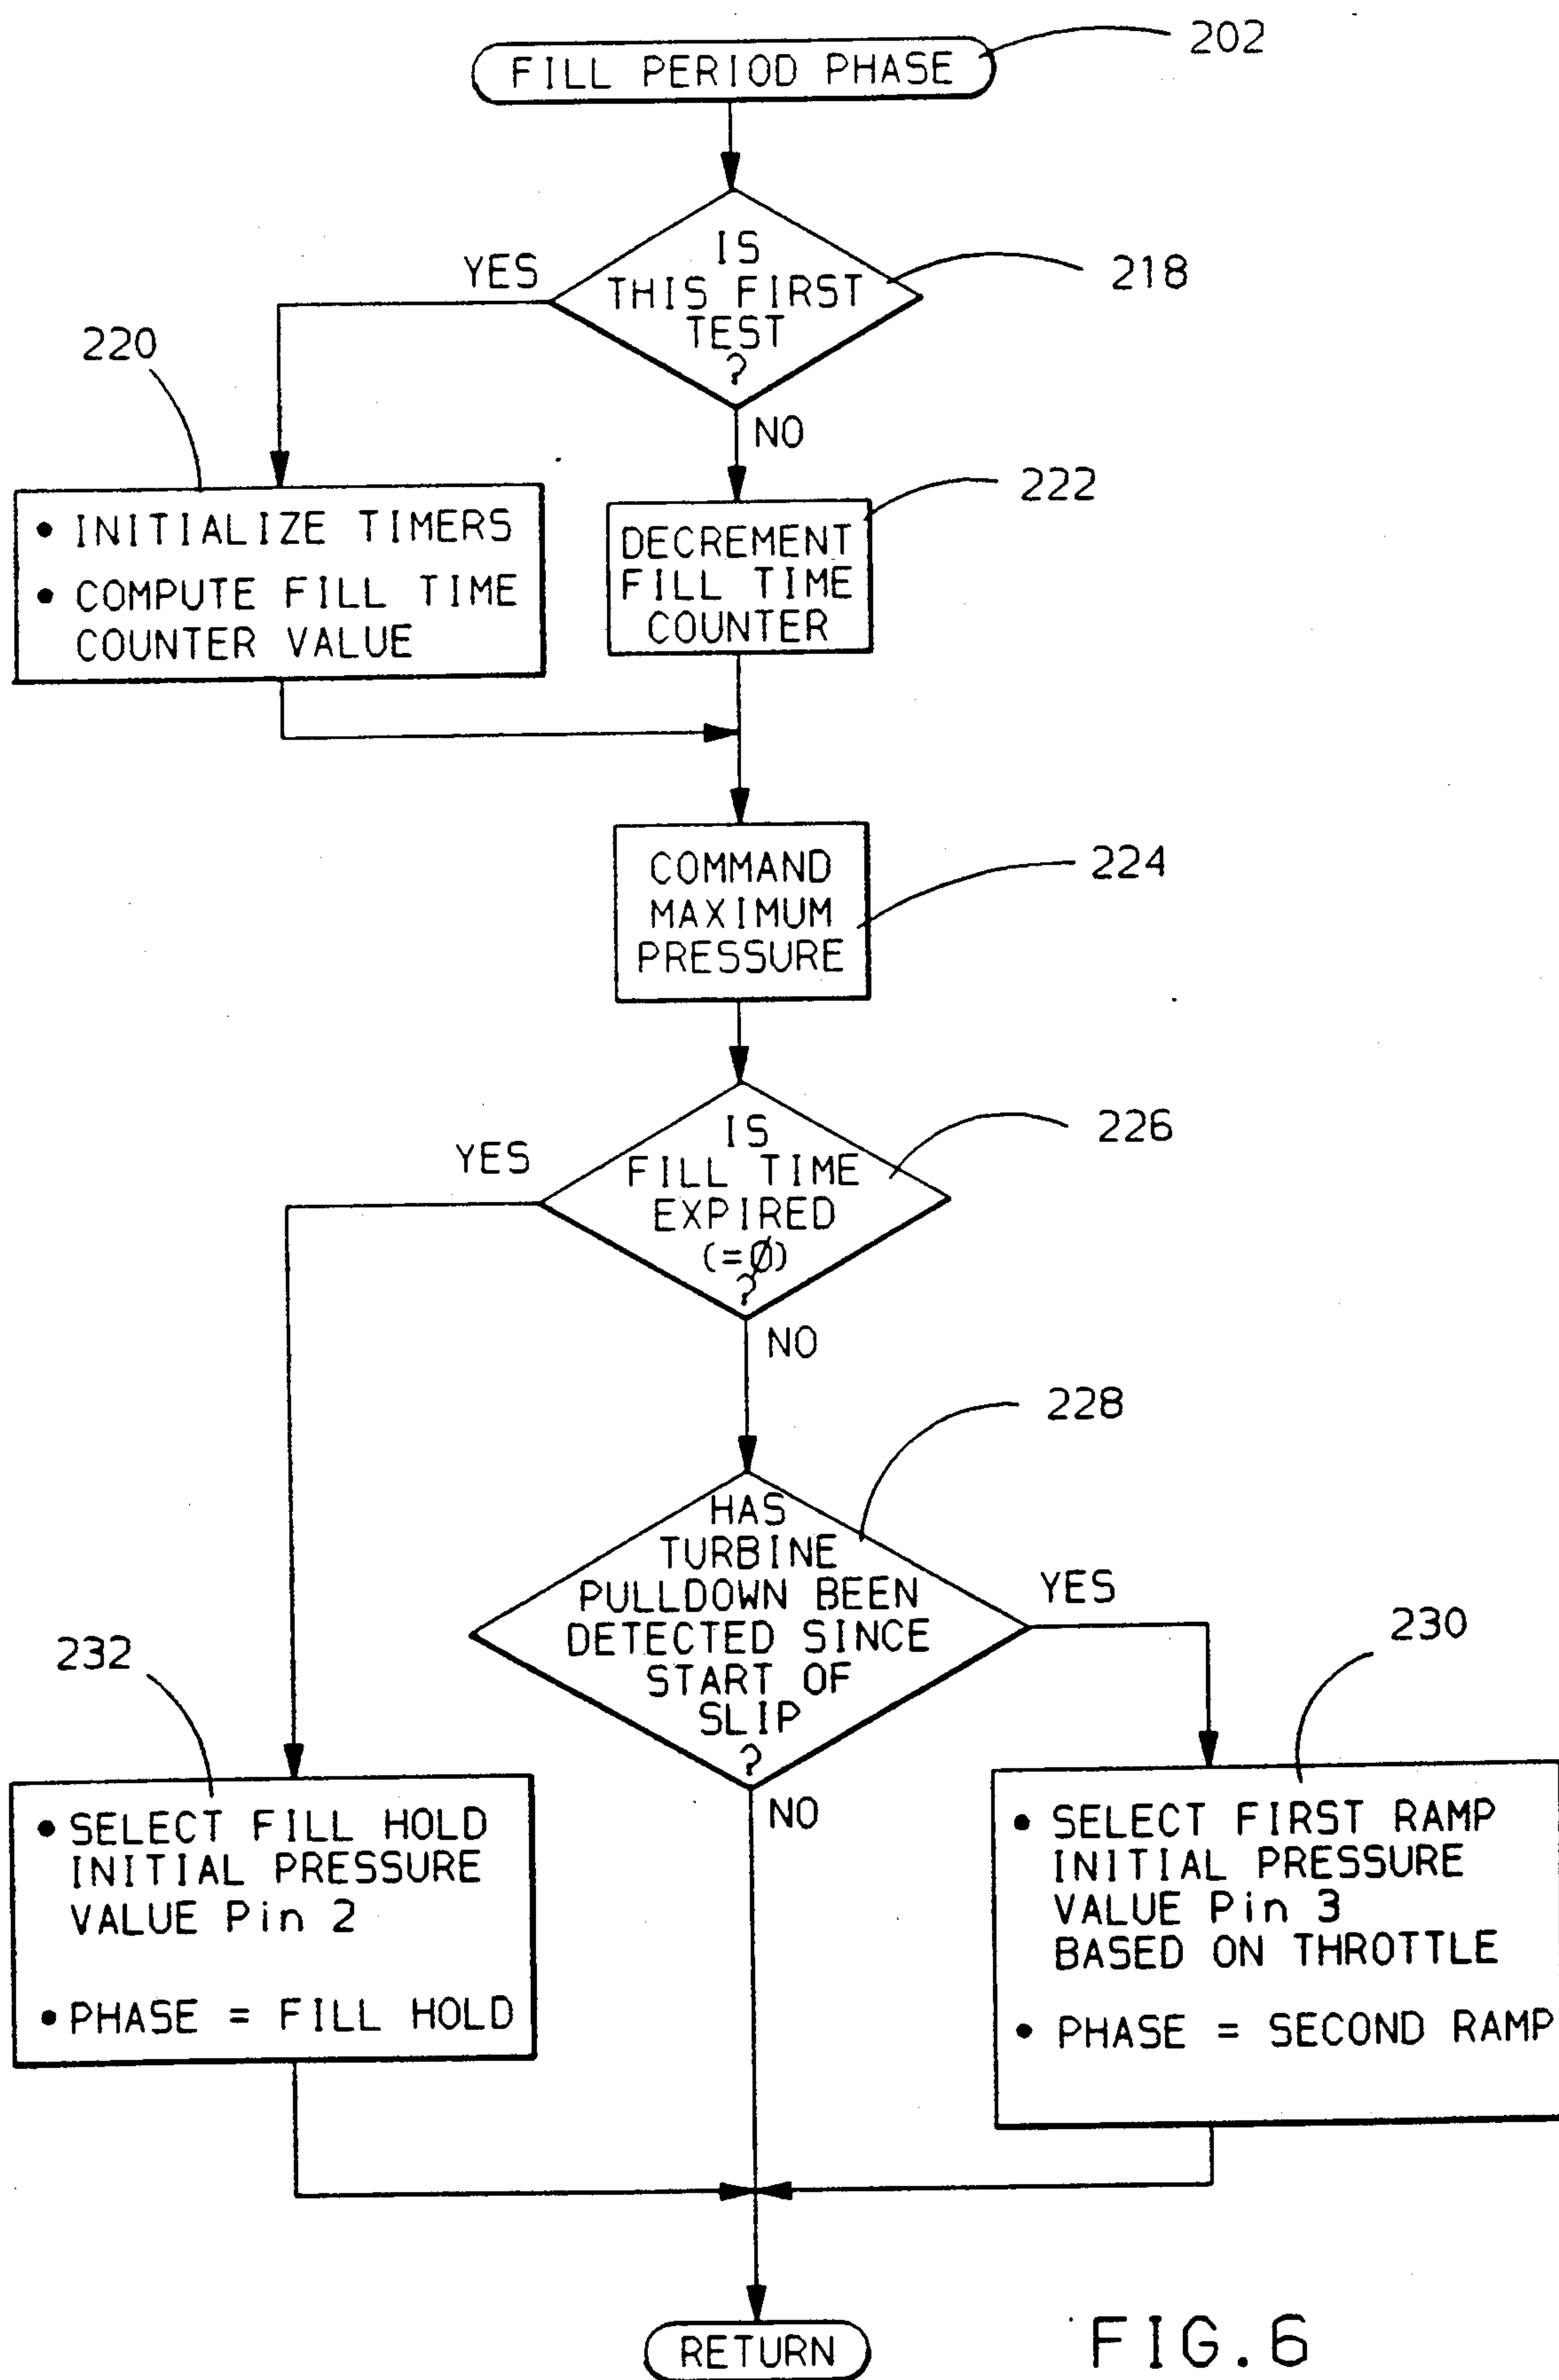 FILL PERIOD PHASE
202
IS
THIS FIRST
TEST
?
218
YES
NO
220
• INITIALIZE TIMERS
• COMPUTE FILL TIME
COUNTER VALUE
222
DECREMENT
FILL TIME
COUNTER
COMMAND
MAXIMUM
PRESSURE
224
IS
FILL TIME
EXPIRED
(=Ø)
?
226
YES
NO
228
HAS
TURBINE
PULLDOWN BEEN
DETECTED SINCE
START OF
SLIP
?
YES
NO
232
• SELECT FILL HOLD
INITIAL PRESSURE
VALUE Pin 2
• PHASE = FILL HOLD
230
• SELECT FIRST RAMP
INITIAL PRESSURE
VALUE Pin 3
BASED ON THROTTLE
• PHASE = SECOND RAMP
RETURN
FIG.6